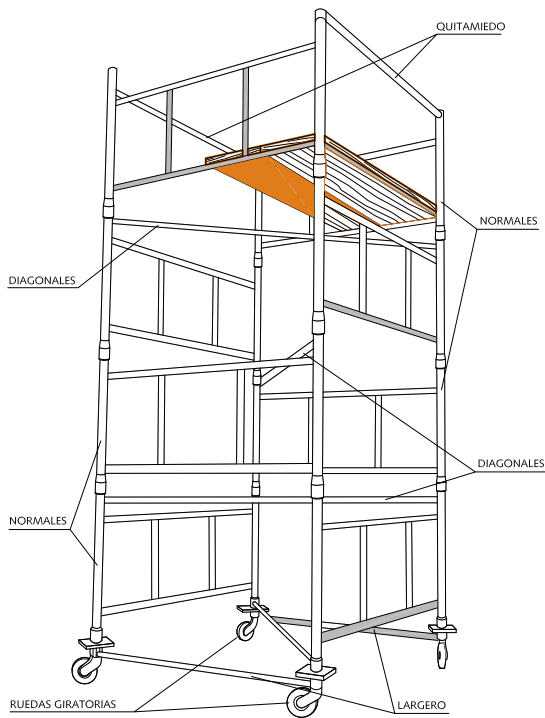 QUITAMIEDO
NORMALES
DIAGONALES
DIAGONALES
NORMALES
RUEDAS GIRATORIAS
LARGERO